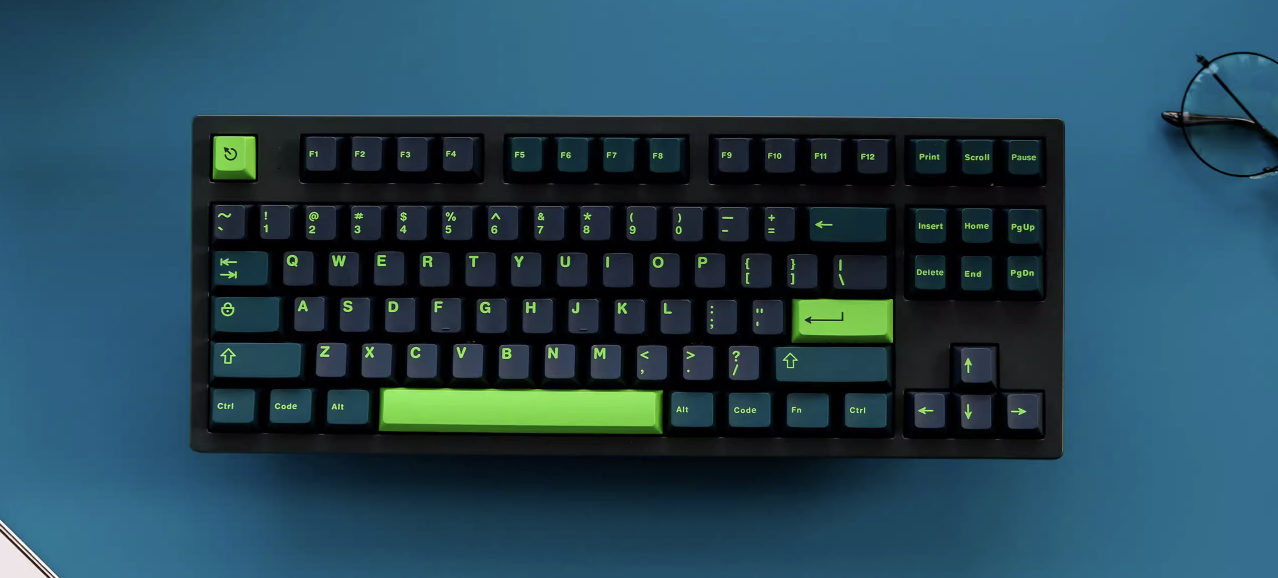 F1 F2 F3 F4 F5 F6 F7 F8 F9 F10 F11 F12 Print Scroll Pause
~ ! @ # $ % ^ & * ( ) — +
` 1 2 3 4 5 6 7 8 9 0 - = ← Insert Home PgUp
Q W E R T Y U I O P { } |
[ ] \ Delete End PgDn
A S D F G H J K L : "
; '
Z X C V B N M < > ?
, . / ↑
Ctrl Code Alt Alt Code Fn Ctrl ← ↓ →